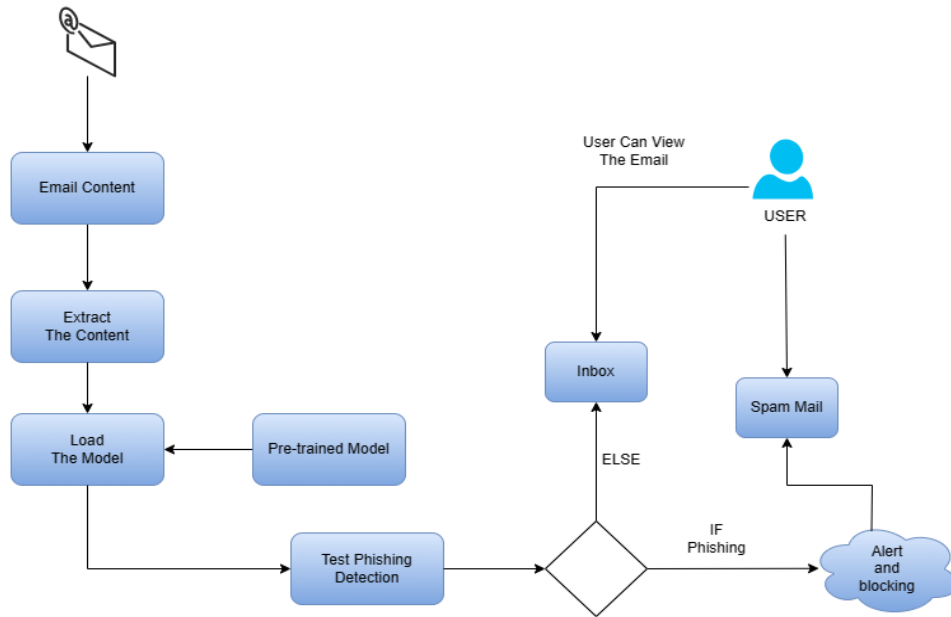 @
Email Content
Extract
The Content
Load
The Model
Pre-trained Model
Test Phishing
Detection
User Can View
The Email
USER
Inbox
Spam Mail
ELSE
IF
Phishing
Alert
and
blocking